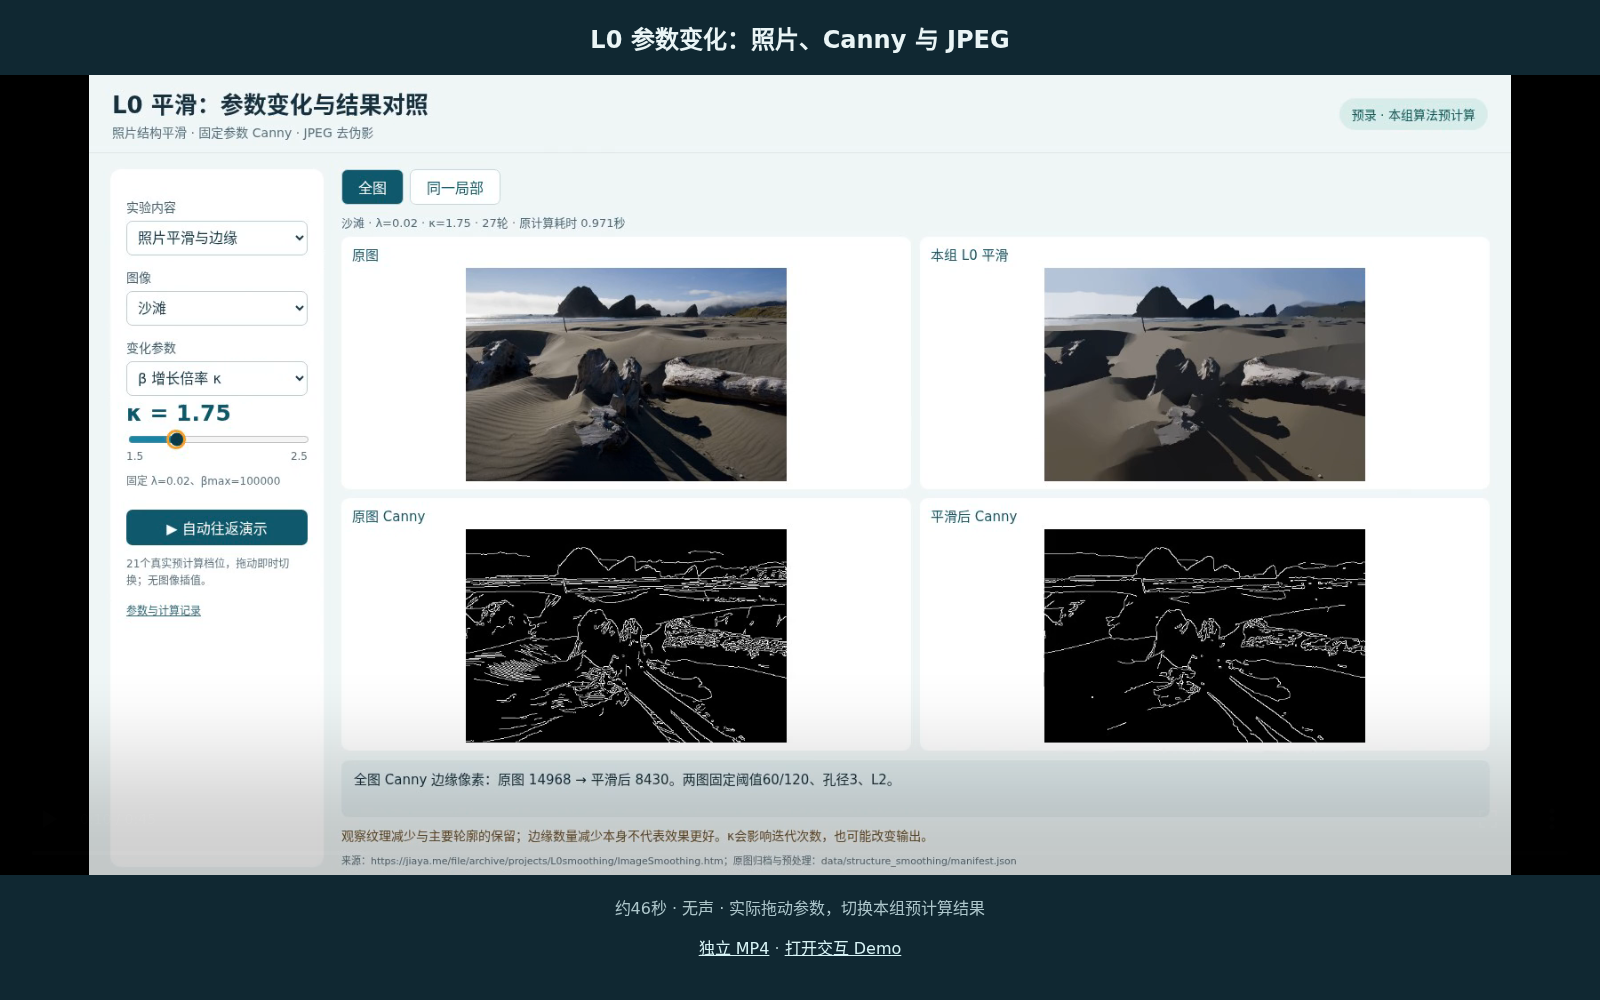 L0 参数变化：照片、Canny 与 JPEG
L0 平滑：参数变化与结果对照
照片结构平滑 · 固定参数 Canny · JPEG 去伪影
预录 · 本组算法预计算
实验内容
照片平滑与边缘
图像
沙滩
变化参数
β 增长倍率 κ
κ = 1.75
1.5
2.5
固定 λ=0.02、βmax=100000
▶ 自动往返演示
21个真实预计算档位，拖动即时切
换；无图像插值。
参数与计算记录
全图
同一局部
沙滩 · λ=0.02 · κ=1.75 · 27轮 · 原计算耗时 0.971秒
原图
本组 L0 平滑
原图 Canny
平滑后 Canny
全图 Canny 边缘像素：原图 14968 → 平滑后 8430。两图固定阈值60/120、孔径3、L2。
观察纹理减少与主要轮廓的保留；边缘数量减少本身不代表效果更好。κ会影响迭代次数，也可能改变输出。
来源：https://jiaya.me/file/archive/projects/L0smoothing/ImageSmoothing.htm；原图归档与预处理：data/structure_smoothing/manifest.json
约46秒 · 无声 · 实际拖动参数，切换本组预计算结果
独立 MP4 · 打开交互 Demo